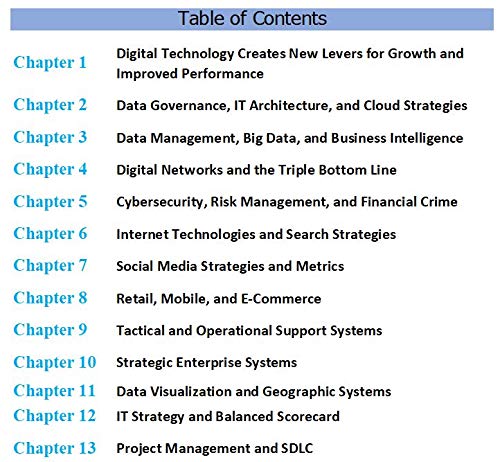 Table of Contents
Chapter 1 Digital Technology Creates New Levers for Growth and
Improved Performance
Chapter 2 Data Governance, IT Architecture, and Cloud Strategies
Chapter 3 Data Management, Big Data, and Business Intelligence
Chapter 4 Digital Networks and the Triple Bottom Line
Chapter 5 Cybersecurity, Risk Management, and Financial Crime
Chapter 6 Internet Technologies and Search Strategies
Chapter 7 Social Media Strategies and Metrics
Chapter 8 Retail, Mobile, and E-Commerce
Chapter 9 Tactical and Operational Support Systems
Chapter 10 Strategic Enterprise Systems
Chapter 11 Data Visualization and Geographic Systems
Chapter 12 IT Strategy and Balanced Scorecard
Chapter 13 Project Management and SDLC